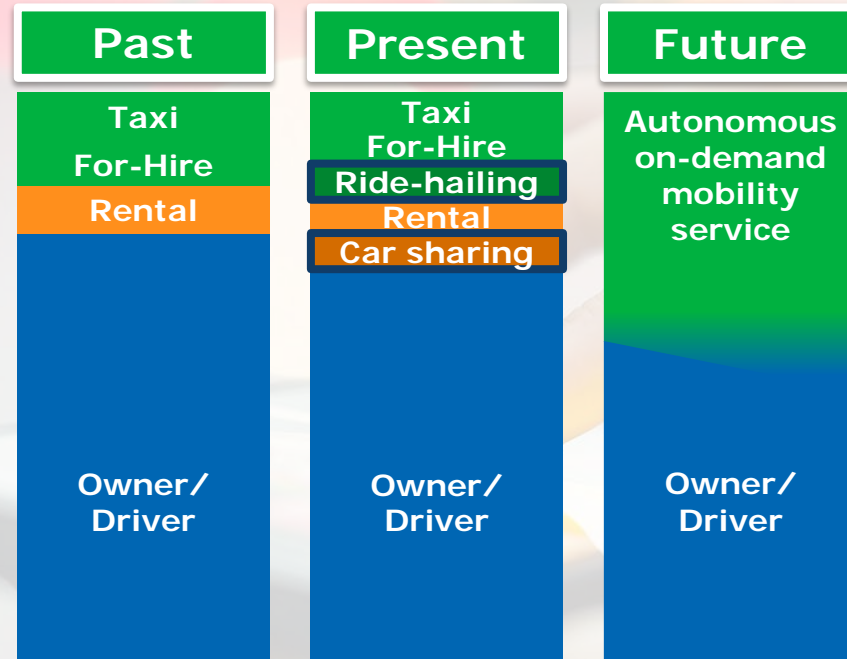 Past
Taxi
For-Hire
Rental
Owner/
Driver
Present
Taxi
For-Hire
Ride-hailing
Rental
Car sharing
Owner/
Driver
Future
Autonomous
on-demand
mobility
service
Owner/
Driver